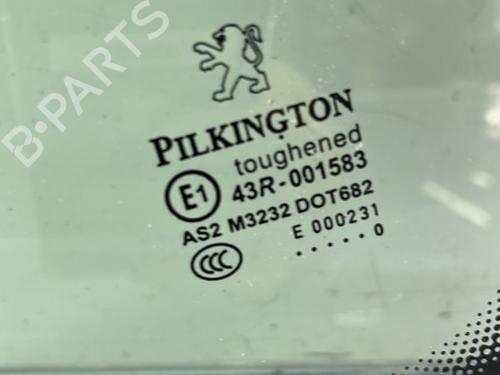 B-PARTS
PILKINGTON
toughened
E1 43R-001583
AS2 M3232 DOT682
E 000231
CCC ..... 0